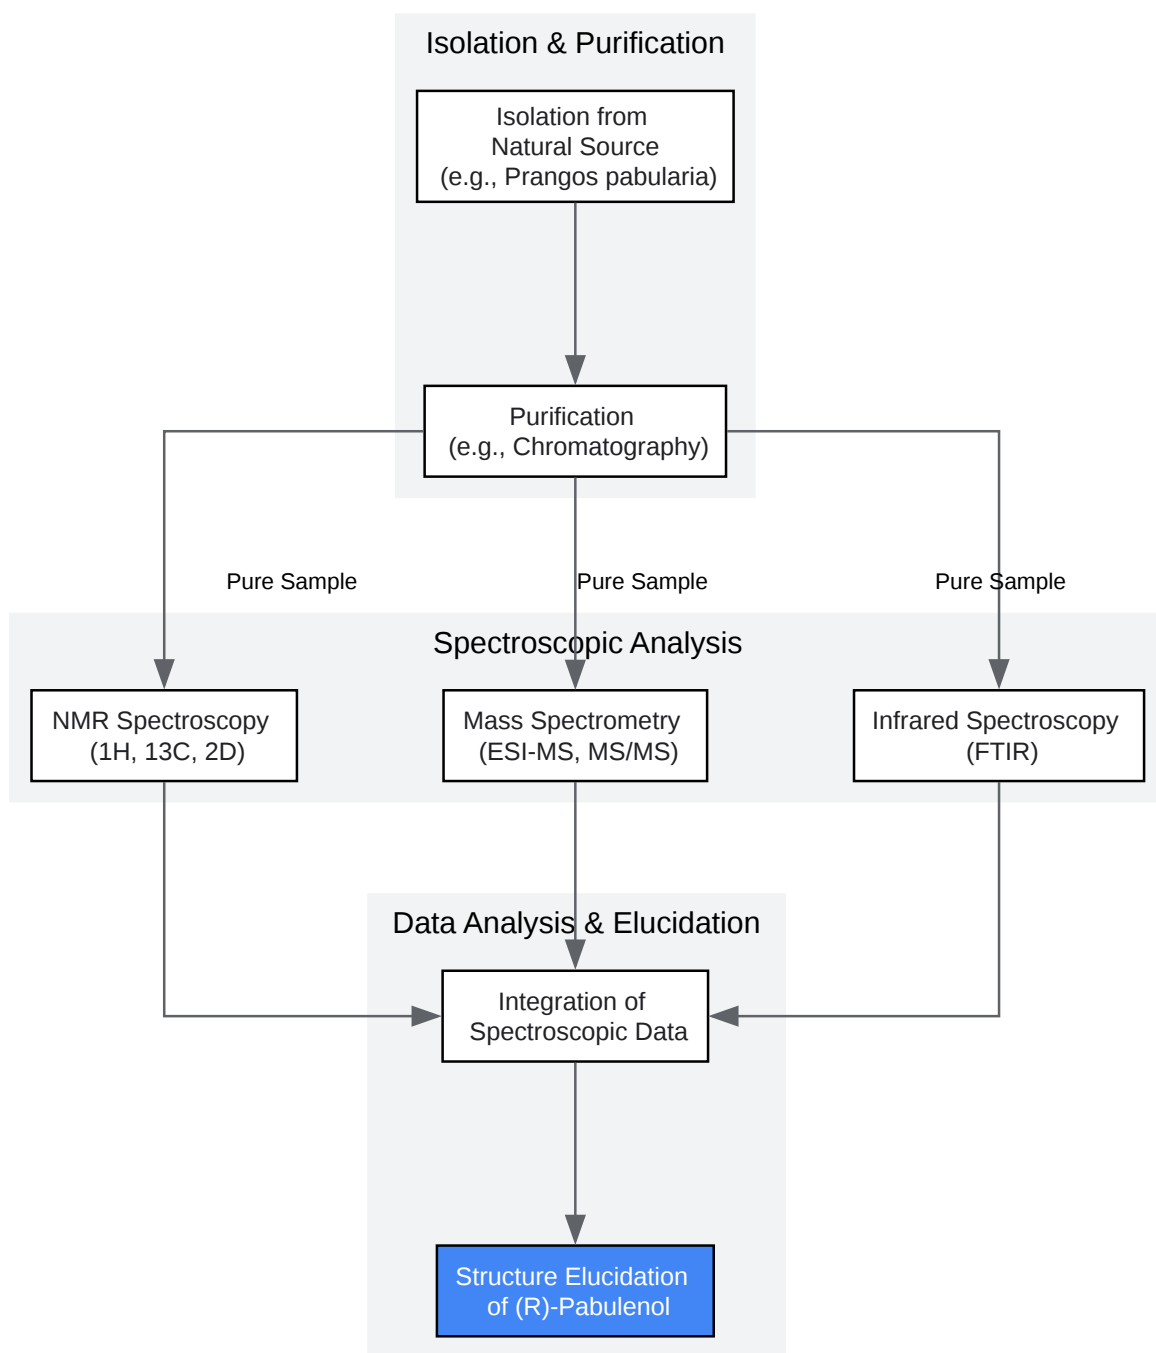 Isolation & Purification
Isolation from
Natural Source
(e.g., Prangos pabularia)
Purification
(e.g., Chromatography)
Pure Sample
Pure Sample
Pure Sample
Spectroscopic Analysis
NMR Spectroscopy
(1H, 13C, 2D)
Mass Spectrometry
(ESI-MS, MS/MS)
Infrared Spectroscopy
(FTIR)
Data Analysis & Elucidation
Integration of
Spectroscopic Data
Structure Elucidation
of (R)-Pabulenol